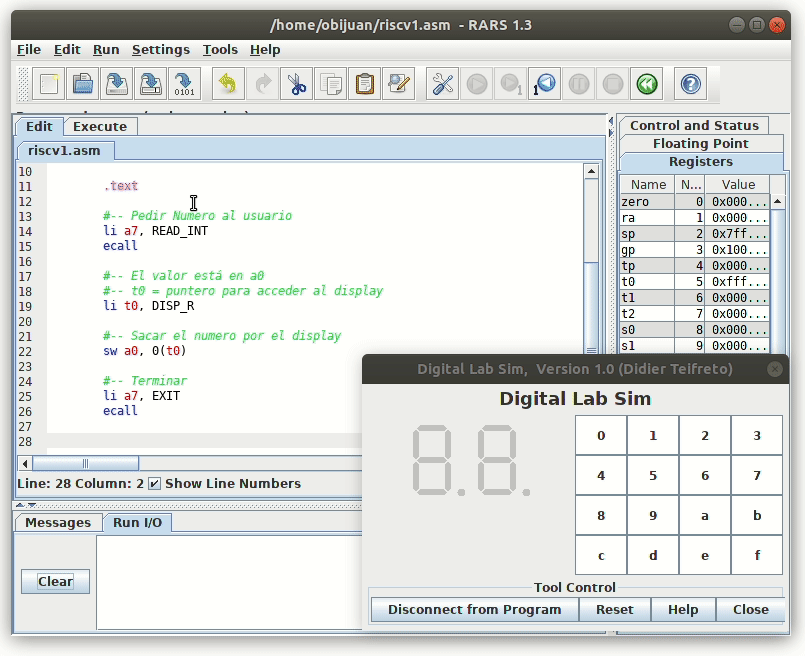 /home/obijuan/riscv1.asm - RARS 1.3
File Edit Run Settings Tools Help
Edit Execute
riscv1.asm
10
11 .text
12
13 #-- Pedir Numero al usuario
14 li a7, READ_INT
15 ecall
16
17 #-- El valor está en a0
18 #-- t0 = puntero para acceder al display
19 li t0, DISP_R
20
21 #-- Sacar el numero por el display
22 sw a0, 0(t0)
23
24 #-- Terminar
25 li a7, EXIT
26 ecall
27
28
Line: 28 Column: 2 Show Line Numbers
Messages Run I/O
Clear
Control and Status
Floating Point
Registers
Name N... Value
zero 0 0x000...
ra 1 0x000...
sp 2 0x7ff...
gp 3 0x100...
tp 4 0x000...
t0 5 0xfff...
t1 6 0x000...
t2 7 0x000...
s0 8 0x000...
s1 9 0x000...
Digital Lab Sim, Version 1.0 (Didier Teifreto)
Digital Lab Sim
8.8.
0 1 2 3
4 5 6 7
8 9 a b
c d e f
Tool Control
Disconnect from Program Reset Help Close